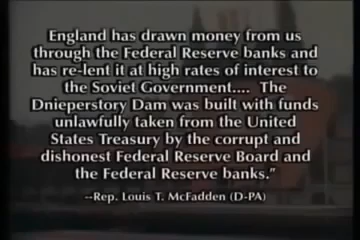 England has drawn money from us
through the Federal Reserve banks and
has re-lent it at high rates of interest to
the Soviet Government.... The
Dnieperstory Dam was built with funds
unlawfully taken from the United
States Treasury by the corrupt and
dishonest Federal Reserve Board and
the Federal Reserve banks.”
--Rep. Louis T. McFadden (D-PA)